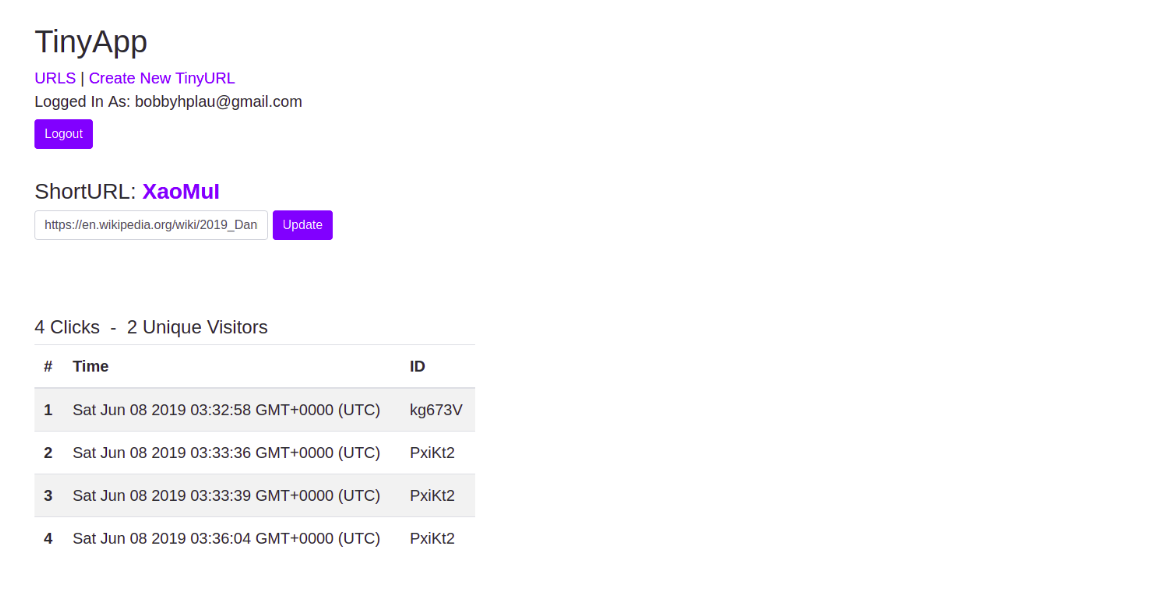 TinyApp
URLS | Create New TinyURL
Logged In As: bobbyhplau@gmail.com
Logout
ShortURL: XaoMul
https://en.wikipedia.org/wiki/2019_Dan Update
4 Clicks - 2 Unique Visitors
# Time ID
1 Sat Jun 08 2019 03:32:58 GMT+0000 (UTC) kg673V
2 Sat Jun 08 2019 03:33:36 GMT+0000 (UTC) PxiKt2
3 Sat Jun 08 2019 03:33:39 GMT+0000 (UTC) PxiKt2
4 Sat Jun 08 2019 03:36:04 GMT+0000 (UTC) PxiKt2